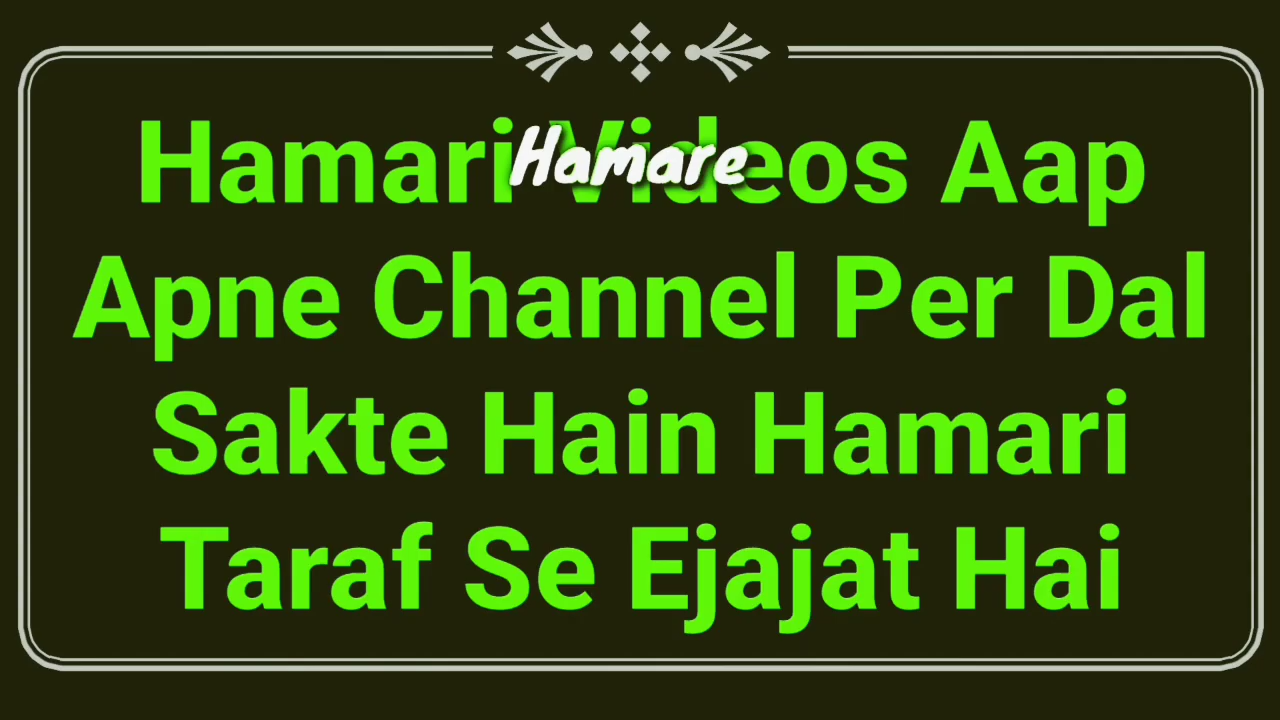 Hamari Videos Aap
Hamare
Apne Channel Per Dal
Sakte Hain Hamari
Taraf Se Ejajat Hai